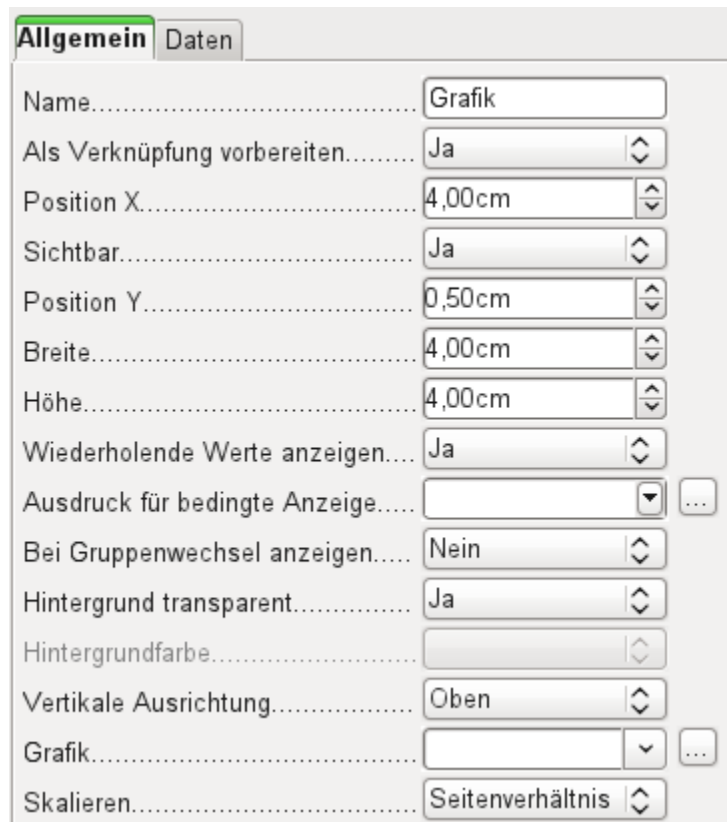 Allgemein Daten
Name........................................ Grafik
Als Verknüpfung vorbereiten......... Ja
Position X.................................. 4,00cm
Sichtbar..................................... Ja
Position Y.................................. 0,50cm
Breite........................................ 4,00cm
Höhe......................................... 4,00cm
Wiederholende Werte anzeigen.... Ja
Ausdruck für bedingte Anzeige..... ...
Bei Gruppenwechsel anzeigen..... Nein
Hintergrund transparent............... Ja
Hintergrundfarbe.........................
Vertikale Ausrichtung.................. Oben
Grafik........................................ ...
Skalieren................................... Seitenverhältnis